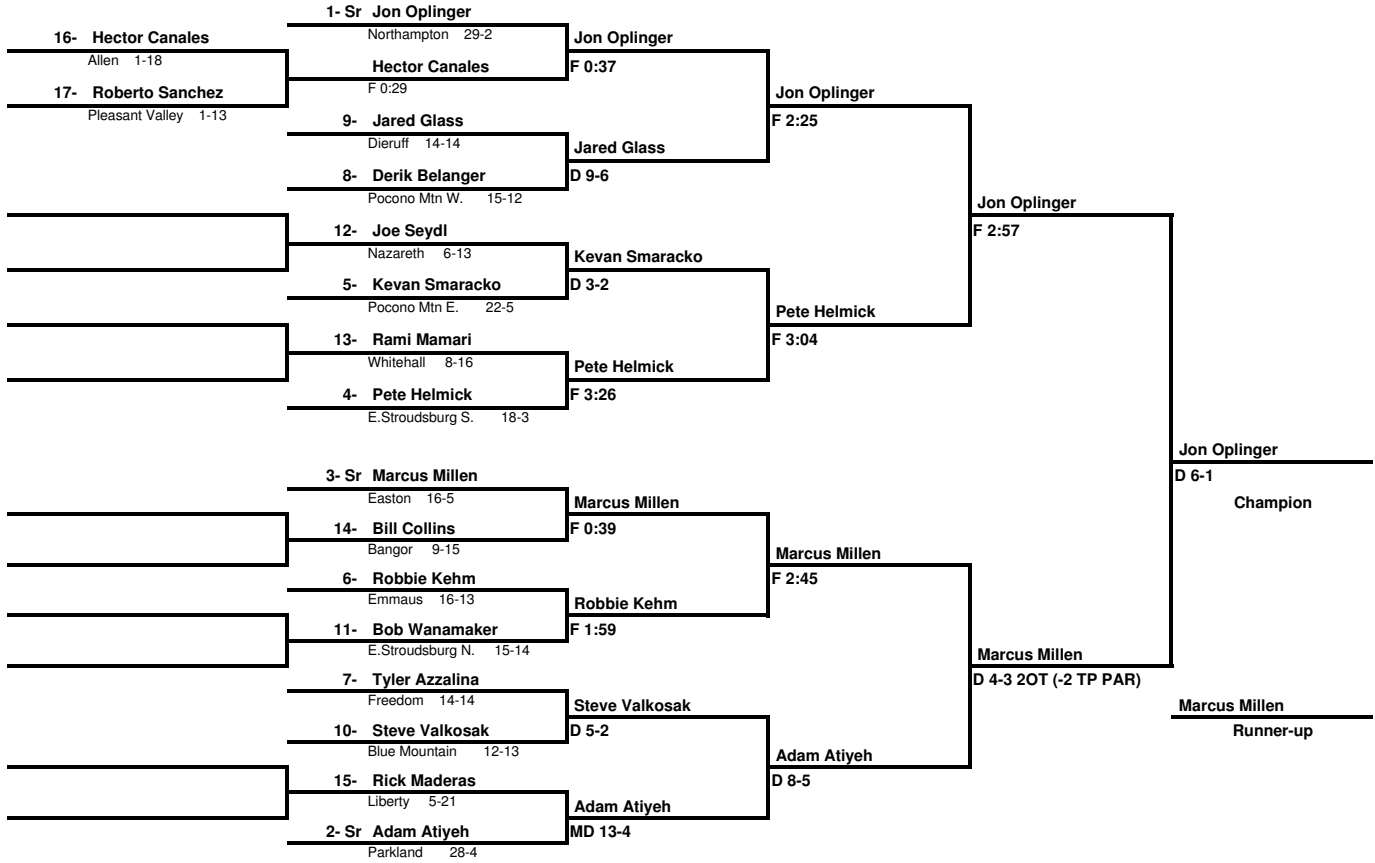 1- Sr Jon Oplinger
Northampton 29-2
16- Hector Canales
Allen 1-18
Hector Canales
F 0:29
17- Roberto Sanchez
Pleasant Valley 1-13
Jon Oplinger
F 0:37
9- Jared Glass
Dieruff 14-14
8- Derik Belanger
Pocono Mtn W. 15-12
Jared Glass
D 9-6
Jon Oplinger
F 2:25
12- Joe Seydl
Nazareth 6-13
5- Kevan Smaracko
Pocono Mtn E. 22-5
Kevan Smaracko
D 3-2
13- Rami Mamari
Whitehall 8-16
4- Pete Helmick
E.Stroudsburg S. 18-3
Pete Helmick
F 3:26
Pete Helmick
F 3:04
Jon Oplinger
F 2:57
3- Sr Marcus Millen
Easton 16-5
14- Bill Collins
Bangor 9-15
Marcus Millen
F 0:39
6- Robbie Kehm
Emmaus 16-13
11- Bob Wanamaker
E.Stroudsburg N. 15-14
Robbie Kehm
F 1:59
Marcus Millen
F 2:45
7- Tyler Azzalina
Freedom 14-14
10- Steve Valkosak
Blue Mountain 12-13
Steve Valkosak
D 5-2
15- Rick Maderas
Liberty 5-21
2- Sr Adam Atiyeh
Parkland 28-4
Adam Atiyeh
MD 13-4
Adam Atiyeh
D 8-5
Marcus Millen
D 4-3 2OT (-2 TP PAR)
Jon Oplinger
D 6-1
Champion
Marcus Millen
Runner-up